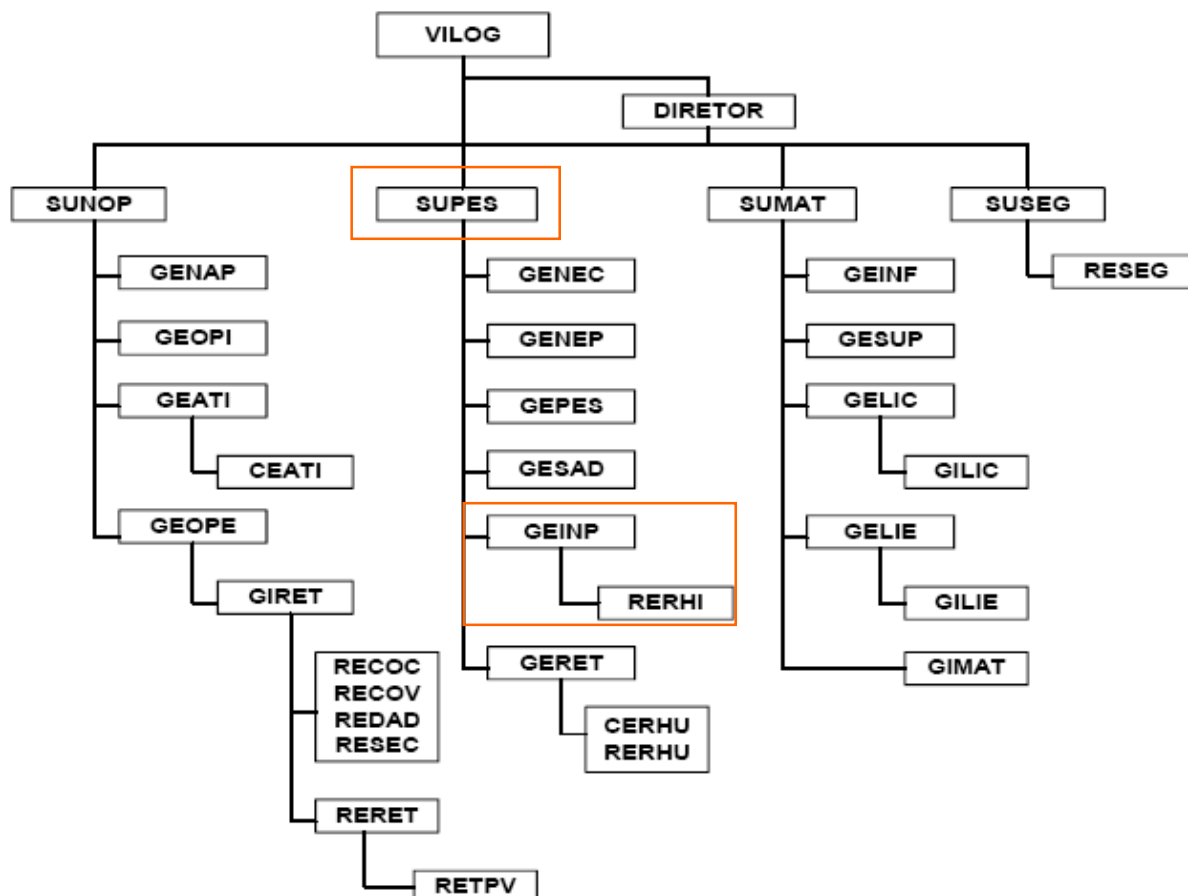 VILOG
DIRETOR
SUNOP
SUPES
SUMAT
SUSEG
GENAP
GEOPI
GEATI
CEATI
GEOPE
GIRET
RECOC
RECOV
REDAD
RESEC
RERET
RETPV
GENEC
GENEP
GEPES
GESAD
GEINP
RERHI
GERET
CERHU
RERHU
GEINF
GESUP
GELIC
GILIC
GELIE
GILIE
GIMAT
RESEG